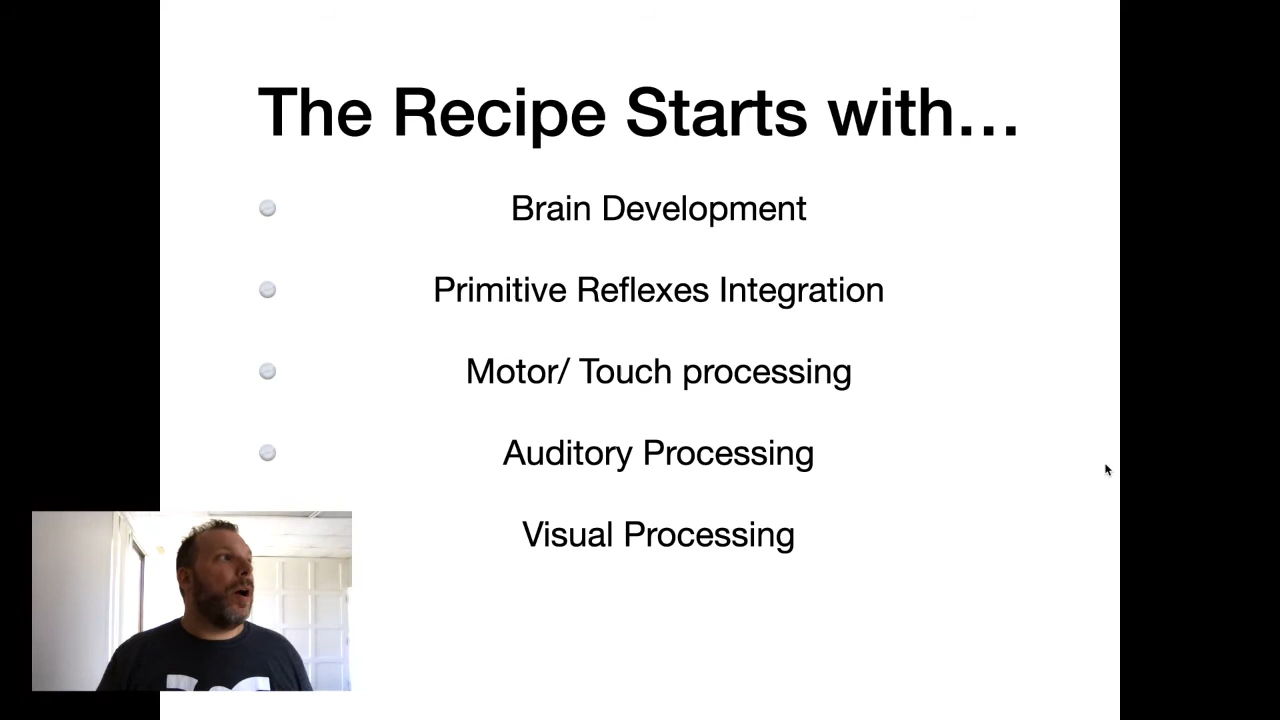 The Recipe Starts with…
Brain Development
Primitive Reflexes Integration
Motor/ Touch processing
Auditory Processing
Visual Processing